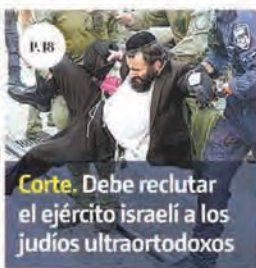 P. 18
Corte. Debe reclutar
el ejército israelí a los
judíos ultraortodoxos